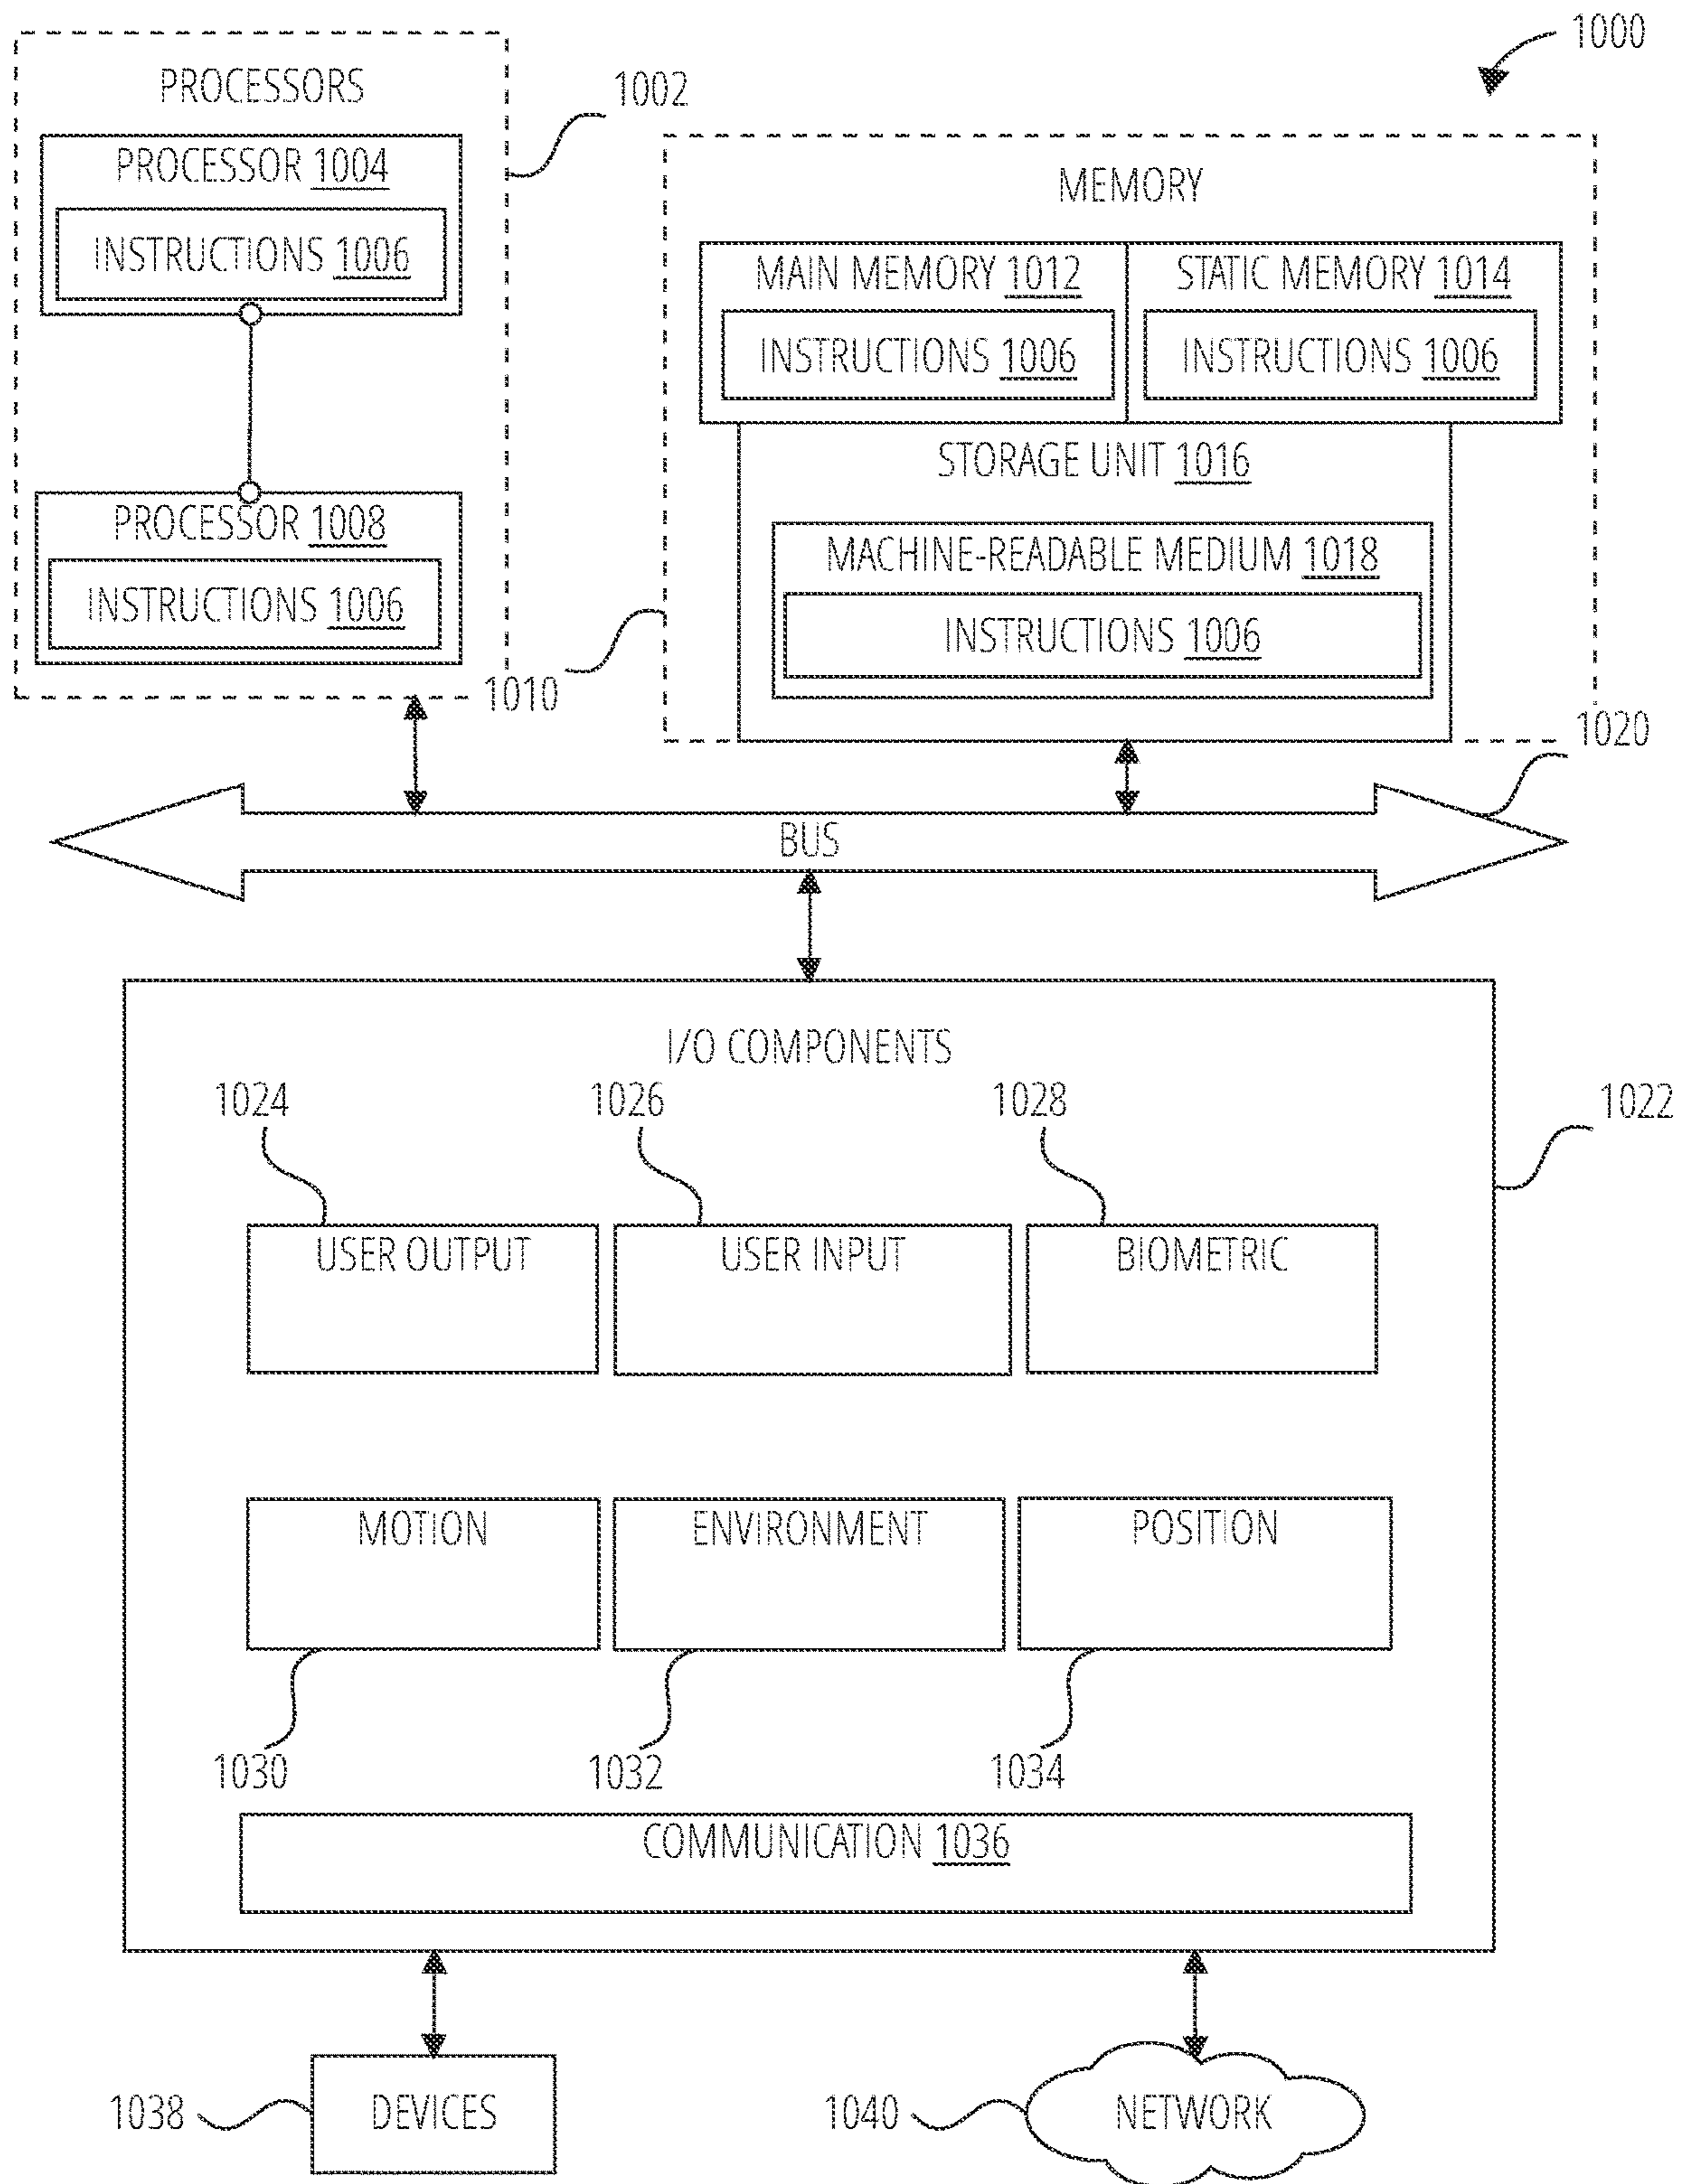 1000
PROCESSORS
1002
PROCESSOR 1004
INSTRUCTIONS 1006
PROCESSOR 1008
INSTRUCTIONS 1006
MEMORY
MAIN MEMORY 1012
INSTRUCTIONS 1006
STATIC MEMORY 1014
INSTRUCTIONS 1006
STORAGE UNIT 1016
MACHINE-READABLE MEDIUM 1018
INSTRUCTIONS 1006
1010
1020
BUS
I/O COMPONENTS
1022
1024
1026
1028
USER OUTPUT
USER INPUT
BIOMETRIC
MOTION
ENVIRONMENT
POSITION
1030
1032
1034
COMMUNICATION 1036
1038
DEVICES
1040
NETWORK